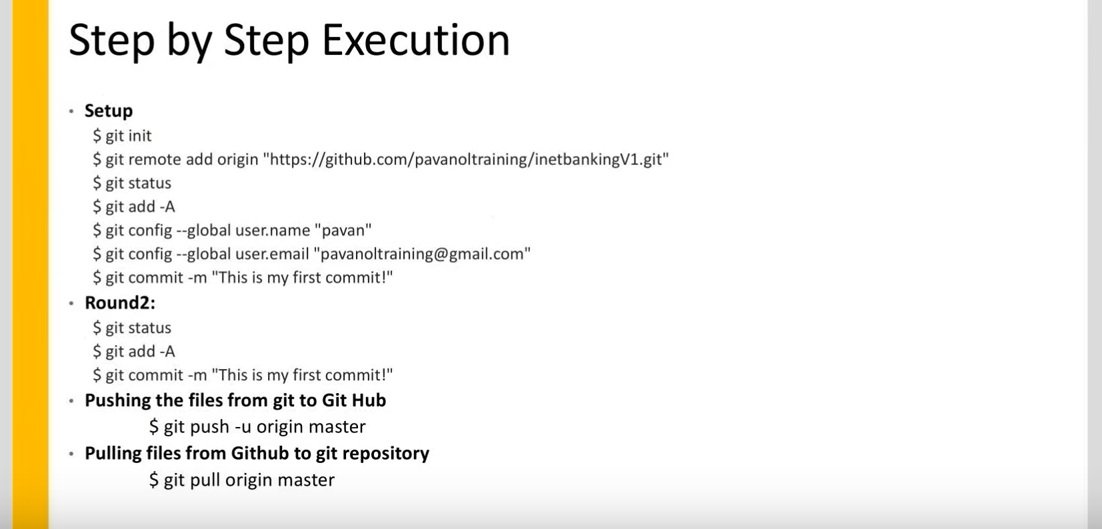 Step by Step Execution
• Setup
$ git init
$ git remote add origin "https://github.com/pavanoltraining/inetbankingV1.git"
$ git status
$ git add -A
$ git config --global user.name "pavan"
$ git config --global user.email "pavanoltraining@gmail.com"
$ git commit -m "This is my first commit!"
• Round2:
$ git status
$ git add -A
$ git commit -m "This is my first commit!"
• Pushing the files from git to Git Hub
$ git push -u origin master
• Pulling files from Github to git repository
$ git pull origin master